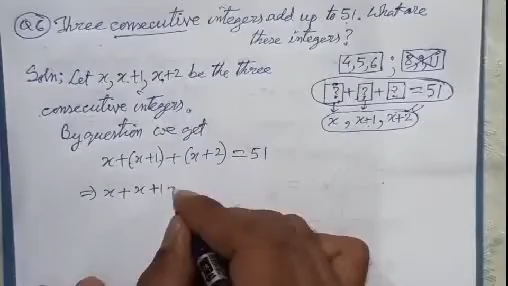 Q6 Three consecutive integers add up to 51. What are
these integers?
4,5,6 ;
Soln; Let x, x+1, x+2 be the three
consecutive integers.
[?]+[?]+[?] = 51
x, x+1, x+2
By question we get
x+(x+1)+(x+2) = 51
⇒ x+x+1